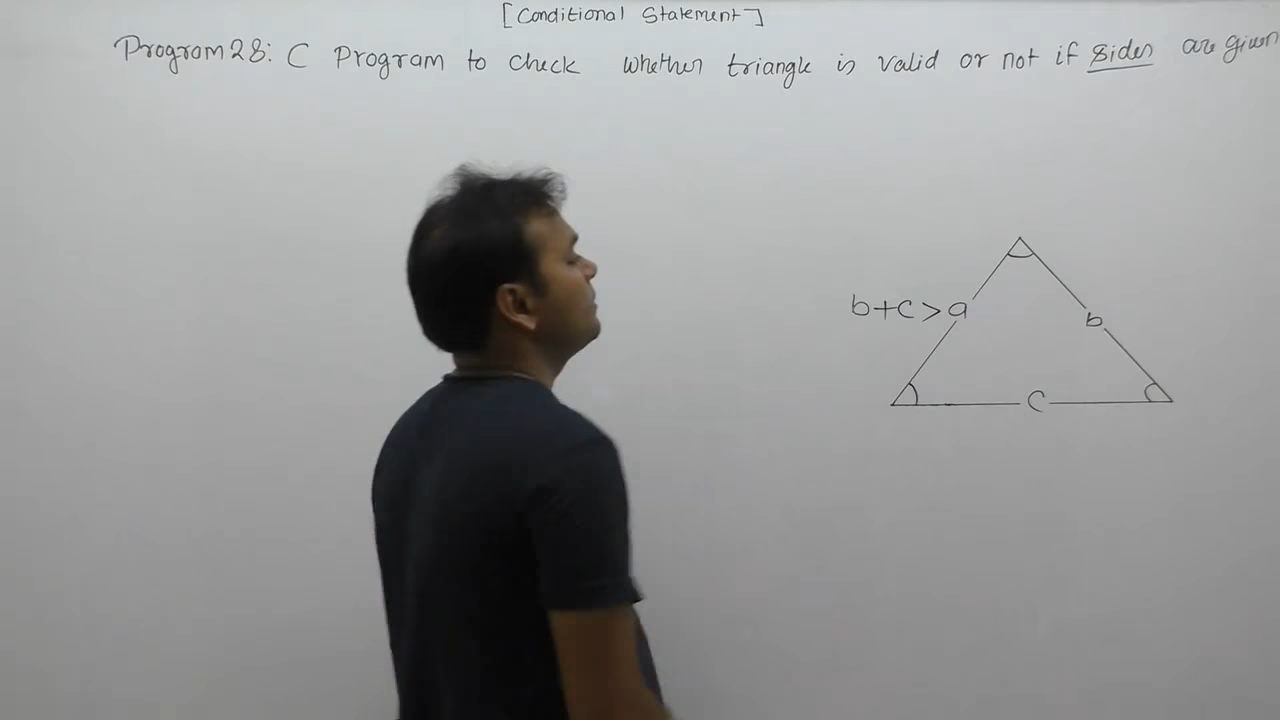 [Conditional Statement]
Program 28: C Program to check whether triangle is valid or not if sides are given
b+c>a
b
c